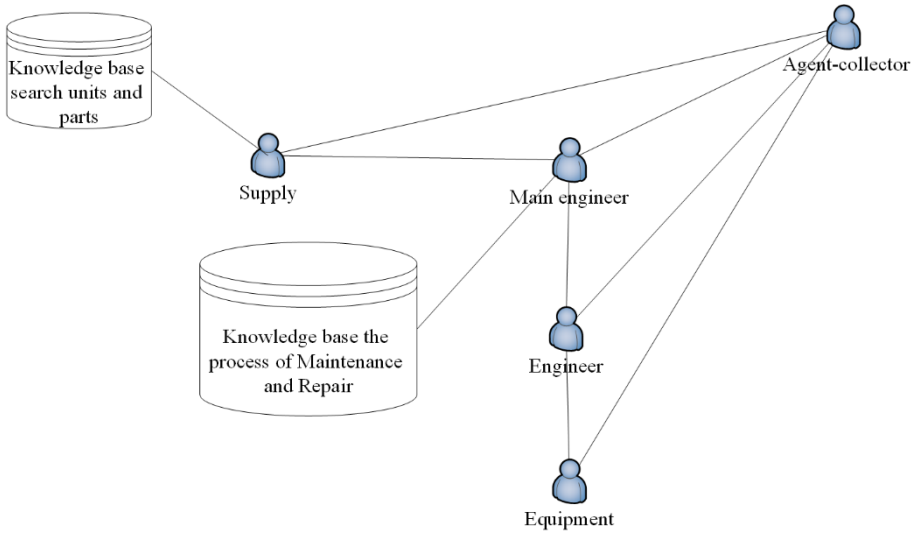 Knowledge base
search units and
parts
Agent-collector
Supply
Main engineer
Knowledge base the
process of Maintenance
and Repair
Engineer
Equipment